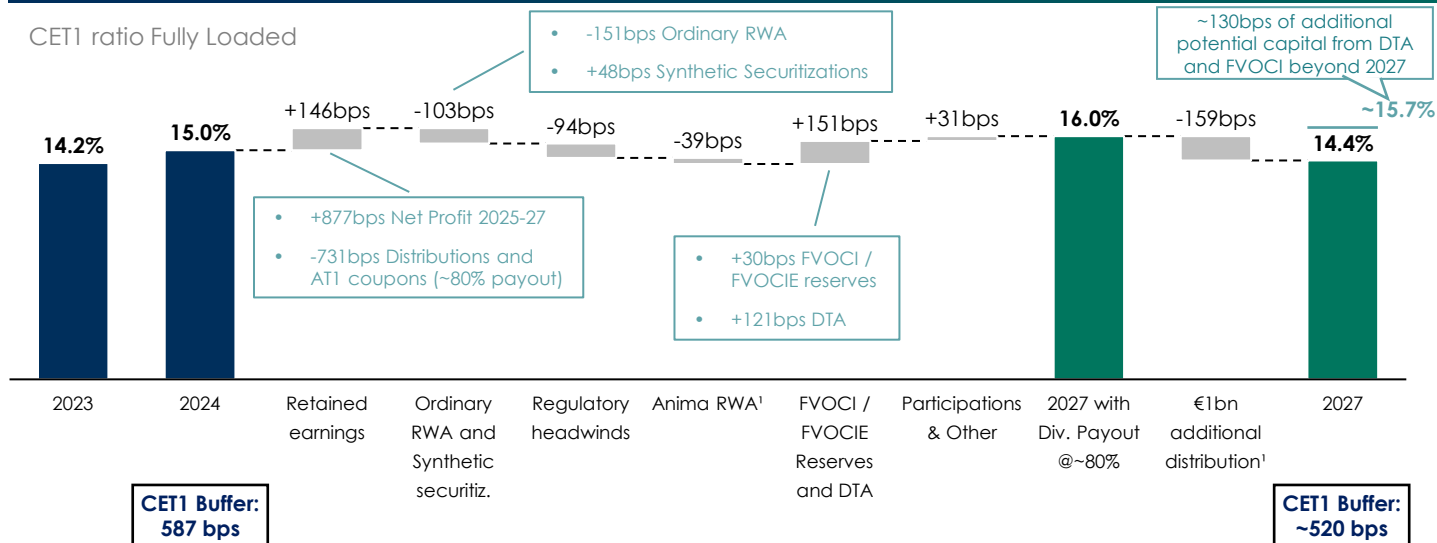 CET1 ratio Fully Loaded
• -151bps Ordinary RWA
• +48bps Synthetic Securitizations
~130bps of additional
potential capital from DTA
and FVOCI beyond 2027
~15.7%
14.2%
15.0%
+146bps
-103bps
-94bps
-39bps
+151bps
+31bps
16.0%
-159bps
14.4%
• +877bps Net Profit 2025-27
• -731bps Distributions and
AT1 coupons (~80% payout)
• +30bps FVOCI /
FVOCIE reserves
• +121bps DTA
2023
2024
Retained
earnings
Ordinary
RWA and
Synthetic
securitiz.
Regulatory
headwinds
Anima RWA¹
FVOCI /
FVOCIE
Reserves
and DTA
Participations
& Other
2027 with
Div. Payout
@~80%
€1bn
additional
distribution¹
2027
CET1 Buffer:
587 bps
CET1 Buffer:
~520 bps